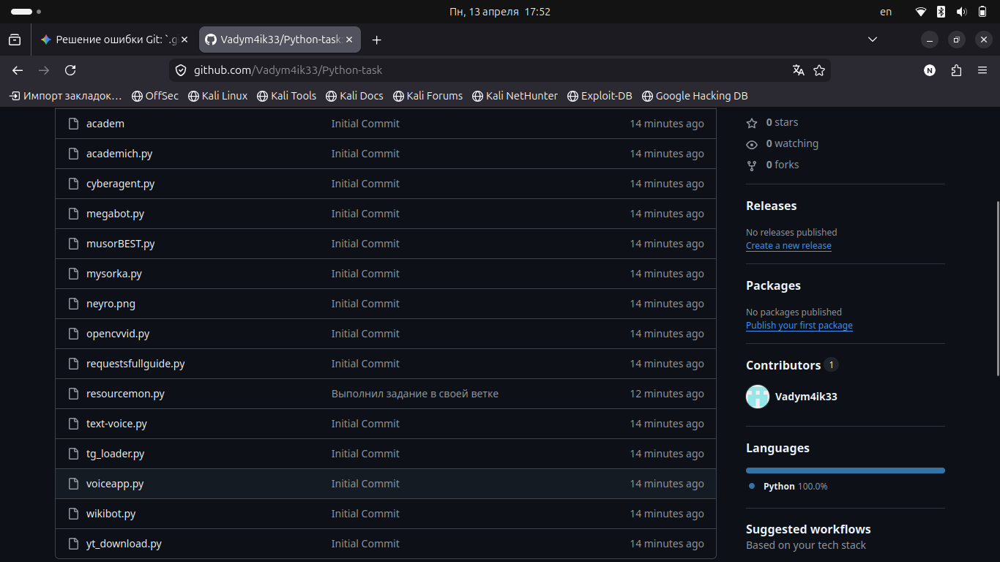 Пн, 13 апреля 17:52
en
Решение ошибки Git: `.g
Vadym4ik33/Python-task
github.com/Vadym4ik33/Python-task
N
Импорт закладок…
OffSec
Kali Linux
Kali Tools
Kali Docs
Kali Forums
Kali NetHunter
Exploit-DB
Google Hacking DB
academ Initial Commit 14 minutes ago
academich.py Initial Commit 14 minutes ago
cyberagent.py Initial Commit 14 minutes ago
megabot.py Initial Commit 14 minutes ago
musorBEST.py Initial Commit 14 minutes ago
mysorka.py Initial Commit 14 minutes ago
neyro.png Initial Commit 14 minutes ago
opencvvid.py Initial Commit 14 minutes ago
requestsfullguide.py Initial Commit 14 minutes ago
resourcemon.py Выполнил задание в своей ветке 12 minutes ago
text-voice.py Initial Commit 14 minutes ago
tg_loader.py Initial Commit 14 minutes ago
voiceapp.py Initial Commit 14 minutes ago
wikibot.py Initial Commit 14 minutes ago
yt_download.py Initial Commit 14 minutes ago
0 stars
0 watching
0 forks
Releases
No releases published
Create a new release
Packages
No packages published
Publish your first package
Contributors 1
Vadym4ik33
Languages
Python 100.0%
Suggested workflows
Based on your tech stack